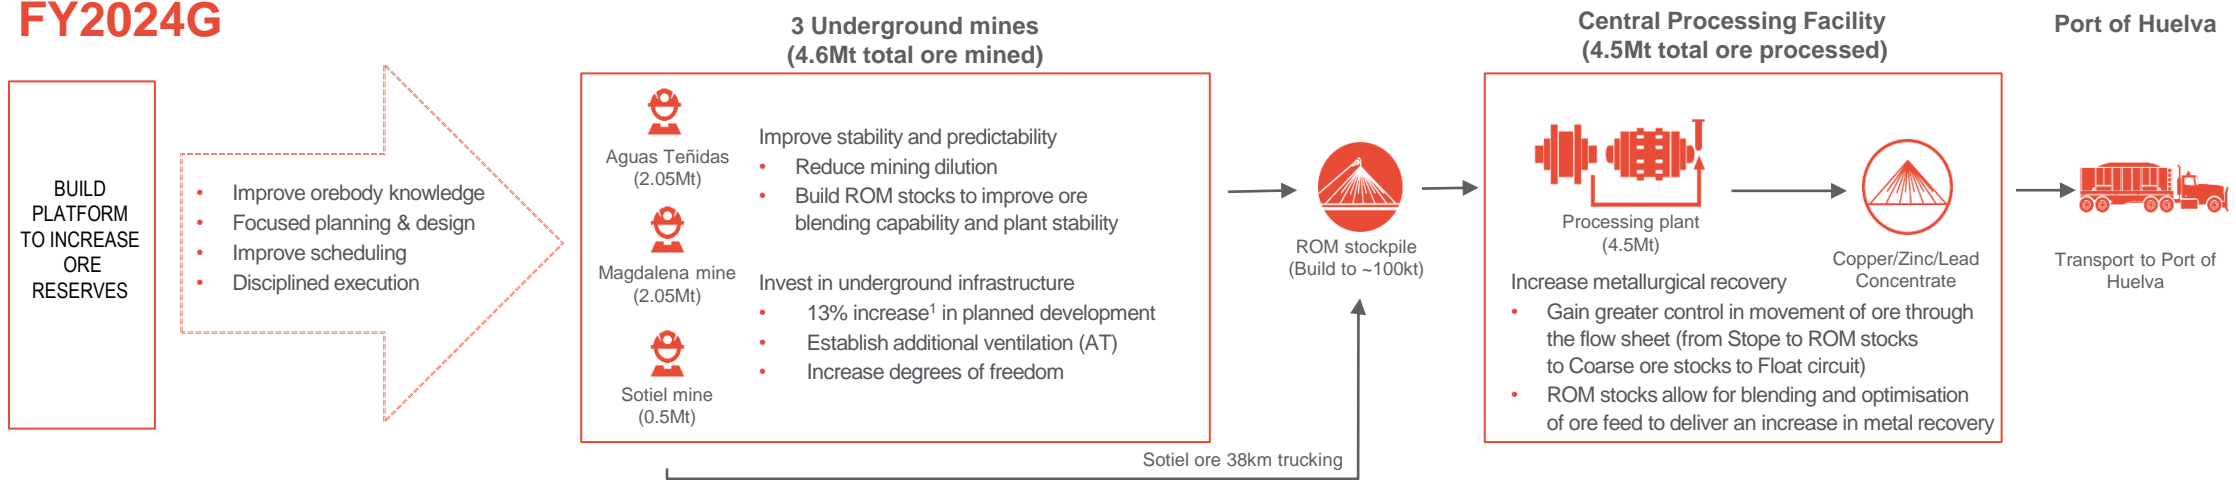 FY2024G
BUILD
PLATFORM
TO INCREASE
ORE
RESERVES
• Improve orebody knowledge
• Focused planning & design
• Improve scheduling
• Disciplined execution
3 Underground mines
(4.6Mt total ore mined)
Aguas Teñidas
(2.05Mt)
Magdalena mine
(2.05Mt)
Sotiel mine
(0.5Mt)
Improve stability and predictability
• Reduce mining dilution
• Build ROM stocks to improve ore
blending capability and plant stability
Invest in underground infrastructure
• 13% increase¹ in planned development
• Establish additional ventilation (AT)
• Increase degrees of freedom
Sotiel ore 38km trucking
ROM stockpile
(Build to ~100kt)
Central Processing Facility
(4.5Mt total ore processed)
Processing plant
(4.5Mt)
Copper/Zinc/Lead
Concentrate
Increase metallurgical recovery
• Gain greater control in movement of ore through
the flow sheet (from Stope to ROM stocks
to Coarse ore stocks to Float circuit)
• ROM stocks allow for blending and optimisation
of ore feed to deliver an increase in metal recovery
Port of Huelva
Transport to Port of
Huelva